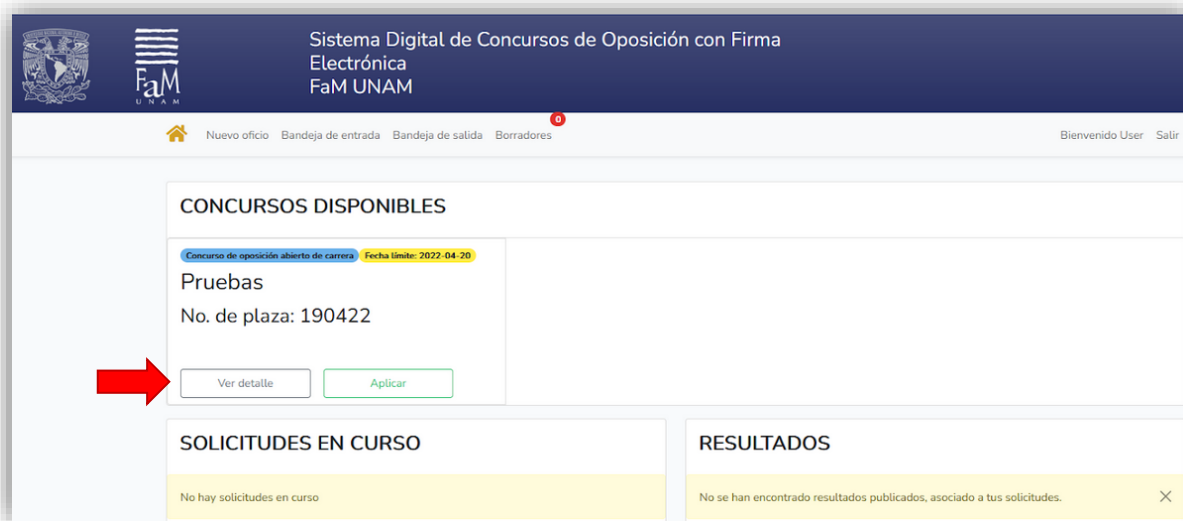 Sistema Digital de Concursos de Oposición con Firma
Electrónica
FaM UNAM
FaM
UNAM
0
Nuevo oficio Bandeja de entrada Bandeja de salida Borradores
Bienvenido User Salir
CONCURSOS DISPONIBLES
Concurso de oposición abierto de carrera Fecha límite: 2022-04-20
Pruebas
No. de plaza: 190422
Ver detalle Aplicar
SOLICITUDES EN CURSO
No hay solicitudes en curso
RESULTADOS
No se han encontrado resultados publicados, asociado a tus solicitudes.